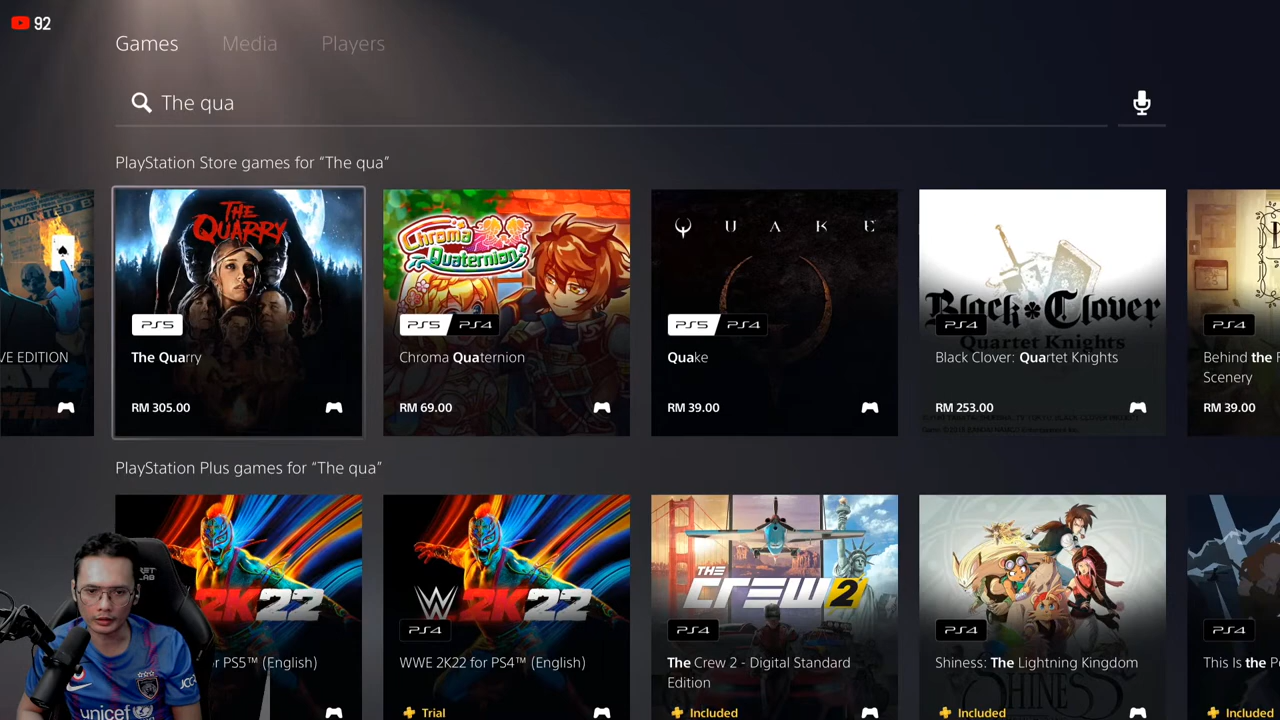 92
Games Media Players
The qua
PlayStation Store games for “The qua”
WANTED
THE QUARRY
Chroma Quaternion
QUAKE
Black Clover
Quartet Knights
VE EDITION
PS5
The Quarry
RM 305.00
PS5 PS4
Chroma Quaternion
RM 69.00
PS5 PS4
Quake
RM 39.00
PS4
Black Clover: Quartet Knights
RM 253.00
PS4
Behind the F
Scenery
RM 39.00
PlayStation Plus games for “The qua”
2K22
r PS5™ (English)
W 2K22
PS4
WWE 2K22 for PS4™ (English)
Trial
THE CREW 2
PS4
The Crew 2 - Digital Standard
Edition
Included
PS4
Shiness: The Lightning Kingdom
SHINESS
Included
PS4
This Is the P
Included
JCC
unicef